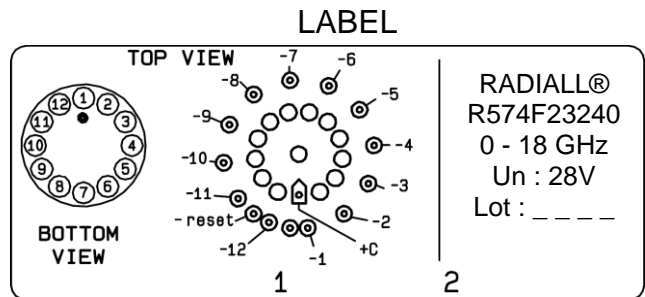 LABEL
TOP VIEW
1
2
3
4
5
6
7
8
9
10
11
12
BOTTOM
VIEW
-7
-6
-8
-5
-9
-4
-10
-3
-11
-2
-reset
-12
-1
+C
1
2
RADIALL®
R574F23240
0 - 18 GHz
Un : 28V
Lot : _ _ _ _